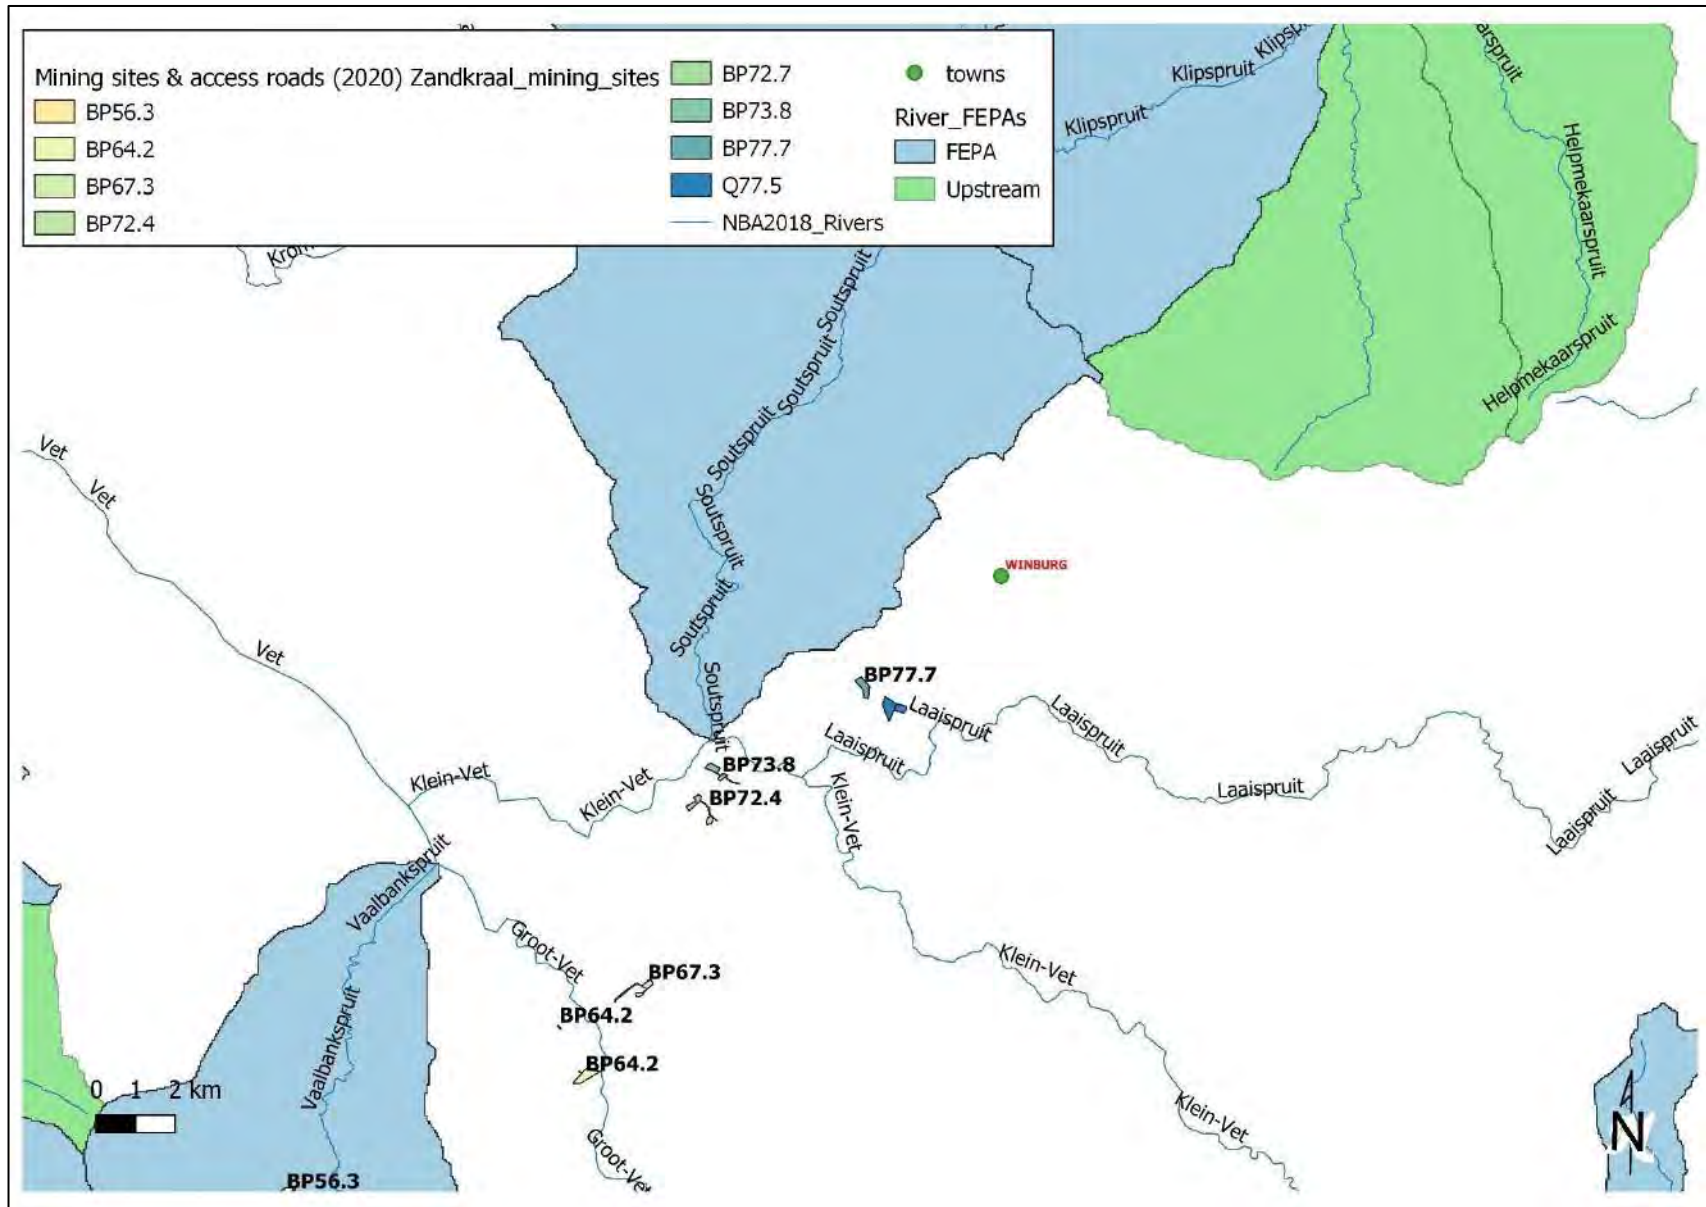 Mining sites & access roads (2020) Zandkraal_mining_sites
BP56.3
BP64.2
BP67.3
BP72.4
BP72.7
BP73.8
BP77.7
Q77.5
NBA2018_Rivers
towns
River_FEPAs
FEPA
Upstream
Klipspruit
Klipspruit
Helpmekaarspruit
Helpmekaarspruit
Soutspruit
Soutspruit
Soutspruit
Soutspruit
Soutspruit
Soutspruit
Soutspruit
Vet
Vet
Vet
WINBURG
BP77.7
Laaispruit
Laaispruit
Laaispruit
Laaispruit
Laaispruit
Laaispruit
BP73.8
BP72.4
Klein-Vet
Klein-Vet
Klein-Vet
Klein-Vet
Klein-Vet
Vaalbankspruit
Vaalbankspruit
Groot-Vet
Groot-Vet
BP67.3
BP64.2
BP64.2
BP56.3
0 1 2 km
N